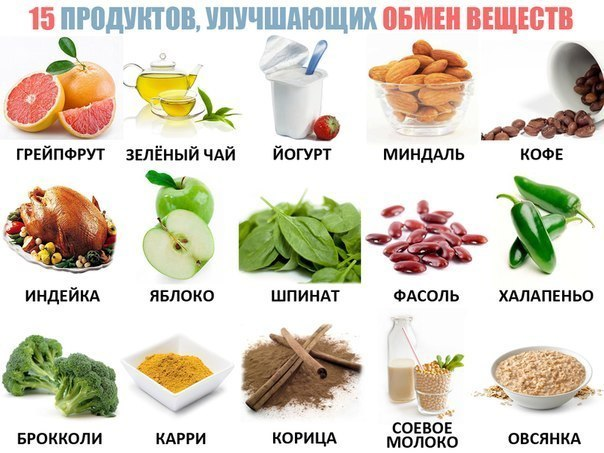 15 ПРОДУКТОВ, УЛУЧШАЮЩИХ ОБМЕН ВЕЩЕСТВ
ГРЕЙПФРУТ ЗЕЛЁНЫЙ ЧАЙ ЙОГУРТ МИНДАЛЬ КОФЕ
ИНДЕЙКА ЯБЛОКО ШПИНАТ ФАСОЛЬ ХАЛАПЕНЬО
БРОККОЛИ КАРРИ КОРИЦА СОЕВОЕ МОЛОКО ОВСЯНКА